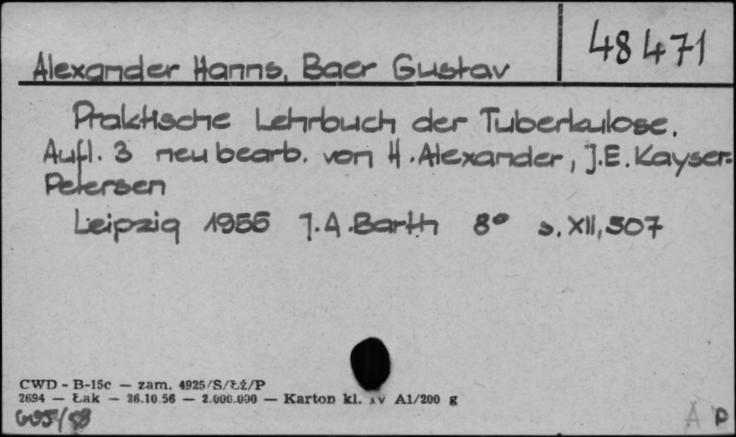 48471
Alexander Hanns, Baer Gustav
Praktische Lehrbuch der Tuberkulose.
Aufl. 3 neu bearb. von H. Alexander, J.E. Kayser-
Petersen
Leipzig 1956 J.A. Barth 8° s. XII, 507
CWD - B-15c — zam. 4925/S/Łż/P
2694 — Łak — 26.10.56 — 2.000.000 — Karton kl. IV A1/200 g
A P